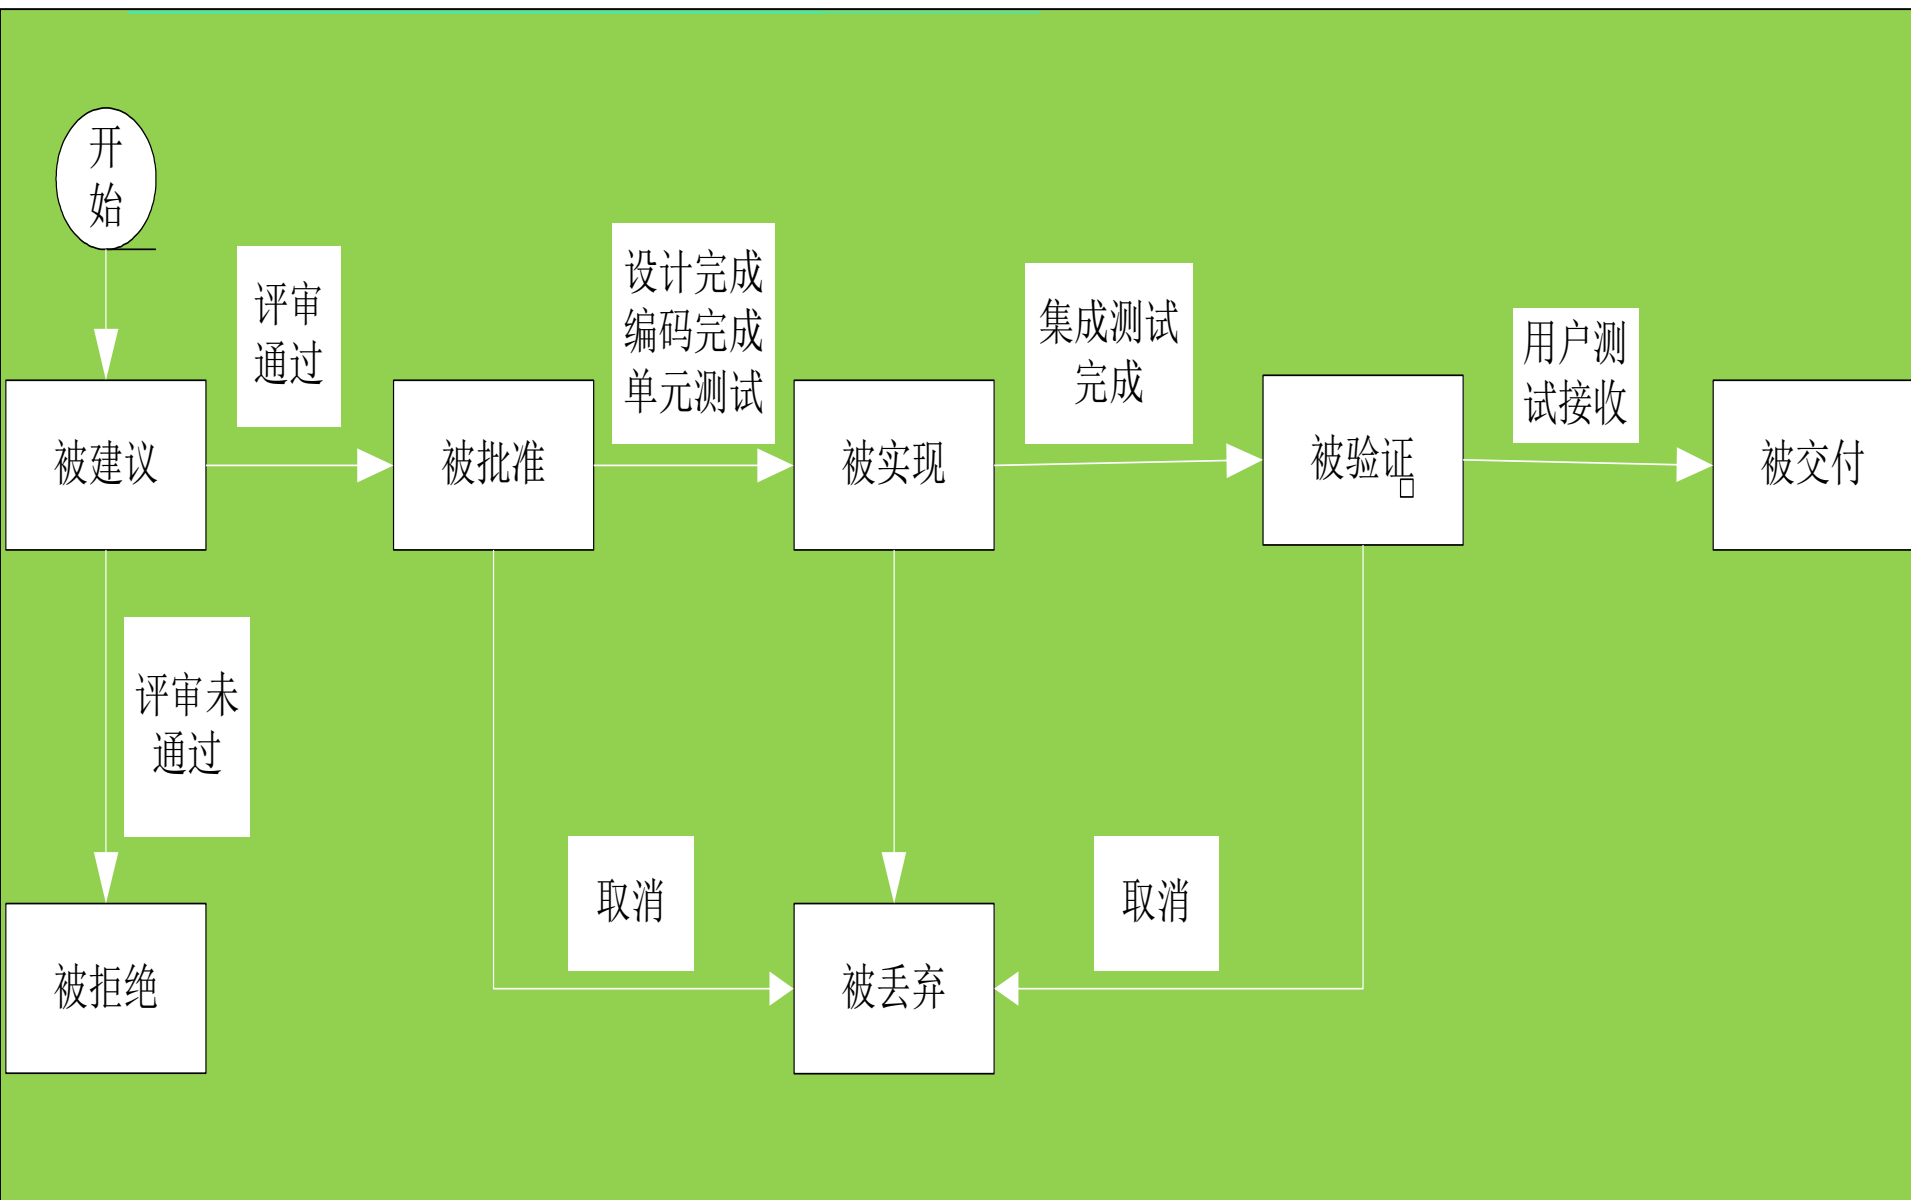 开
始
评审
通过
设计完成
编码完成
单元测试
集成测试
完成
用户测
试接收
被建议
被批准
被实现
被验证
被交付
评审未
通过
取消
取消
被拒绝
被丢弃